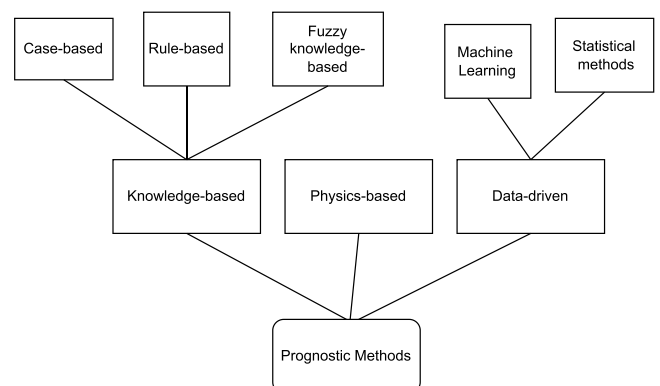 Case-based
Rule-based
Fuzzy
knowledge-
based
Machine
Learning
Statistical
methods
Knowledge-based
Physics-based
Data-driven
Prognostic Methods